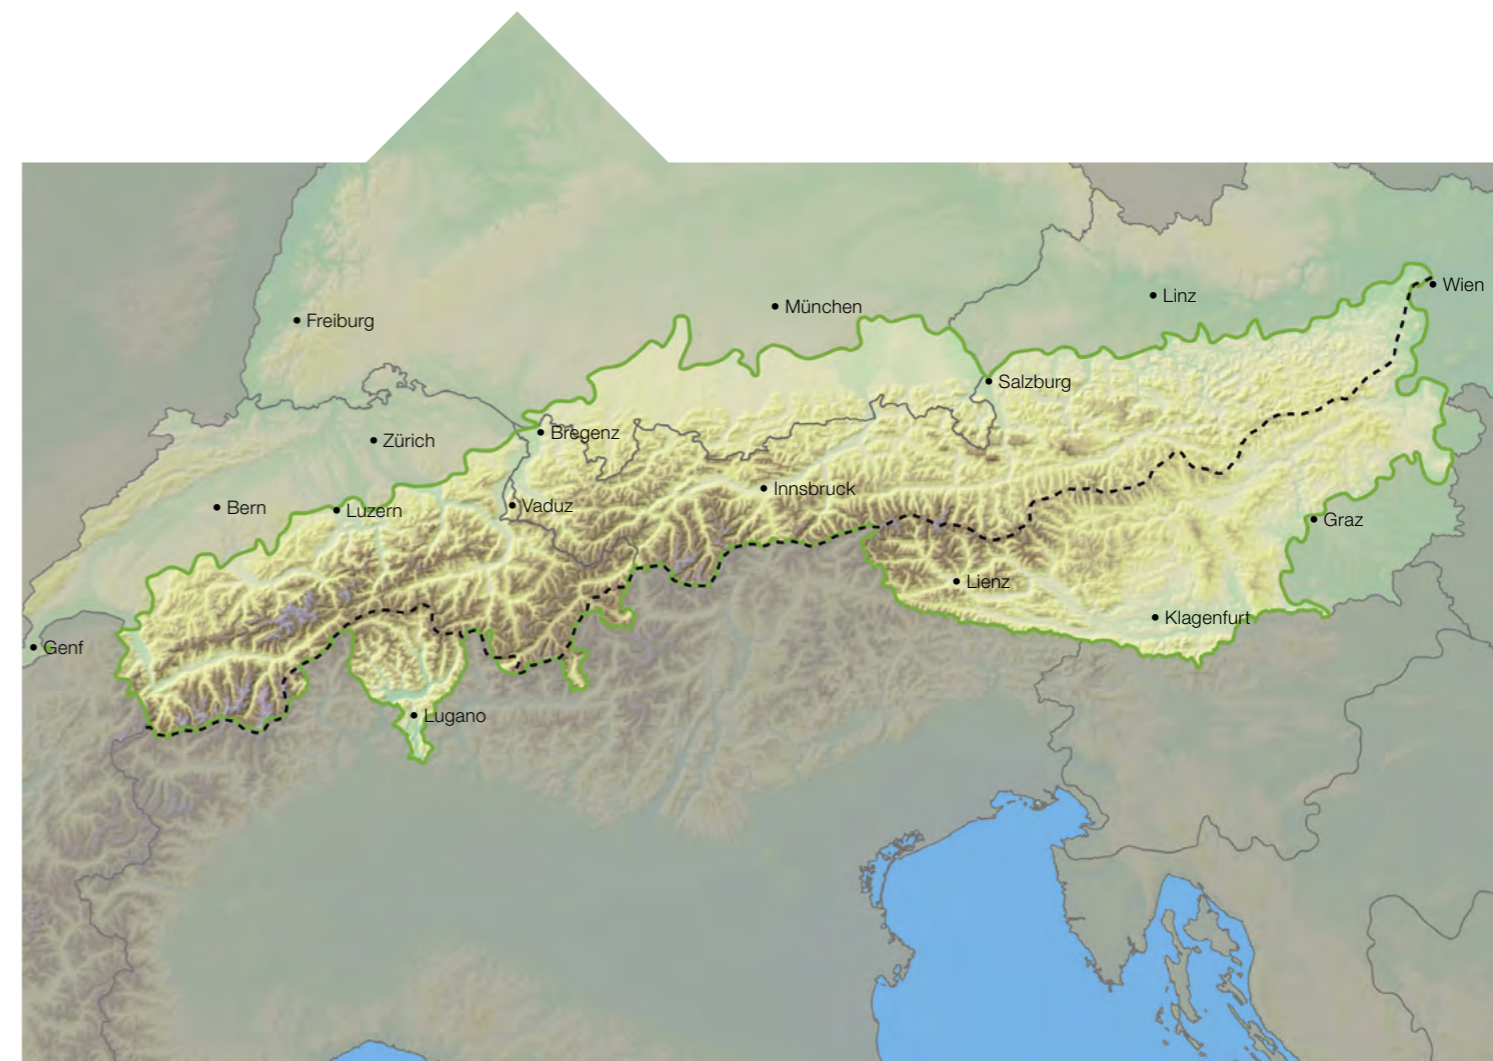 Wien
Linz
München
Freiburg
Salzburg
Bregenz
Zürich
Innsbruck
Vaduz
Bern
Luzern
Graz
Lienz
Klagenfurt
Genf
Lugano